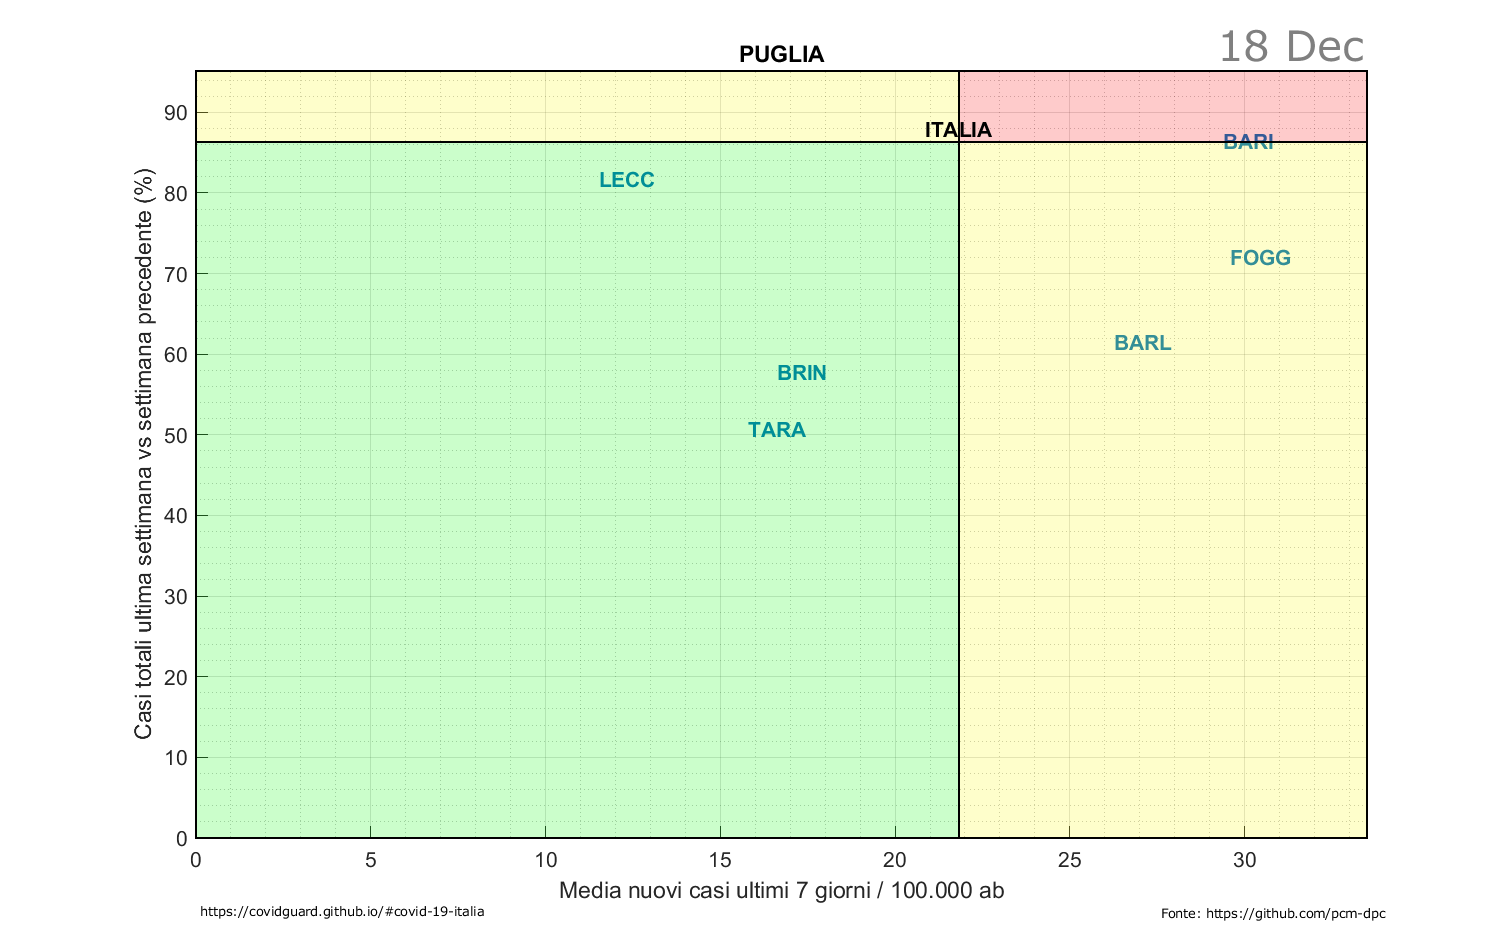 18 Dec
PUGLIA
90
ITALIA
BARI
LECC
80
FOGG
70
BARL
60
BRIN
TARA
50
40
30
20
10
0
Casi totali ultima settimana vs settimana precedente (%)
0 5 10 15 20 25 30
Media nuovi casi ultimi 7 giorni / 100.000 ab
https://covidguard.github.io/#covid-19-italia
Fonte: https://github.com/pcm-dpc